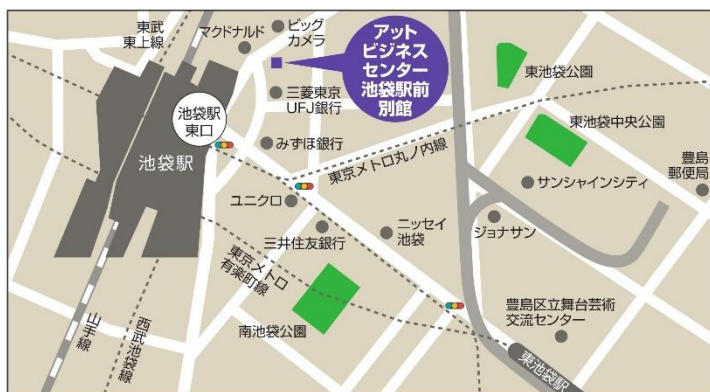 東武
東上線
マクドナルド
ビッグ
カメラ
アット
ビジネス
センター
池袋駅前
別館
東池袋公園
三菱東京
UFJ銀行
池袋駅
東口
みずほ銀行
東池袋中央公園
池袋駅
東京メトロ丸ノ内線
サンシャインシティ
豊島
郵便局
ユニクロ
三井住友銀行
ニッセイ
池袋
ジョナサン
東京メトロ
有楽町線
南池袋公園
豊島区立舞台芸術
交流センター
山手線
西武池袋線
東池袋駅